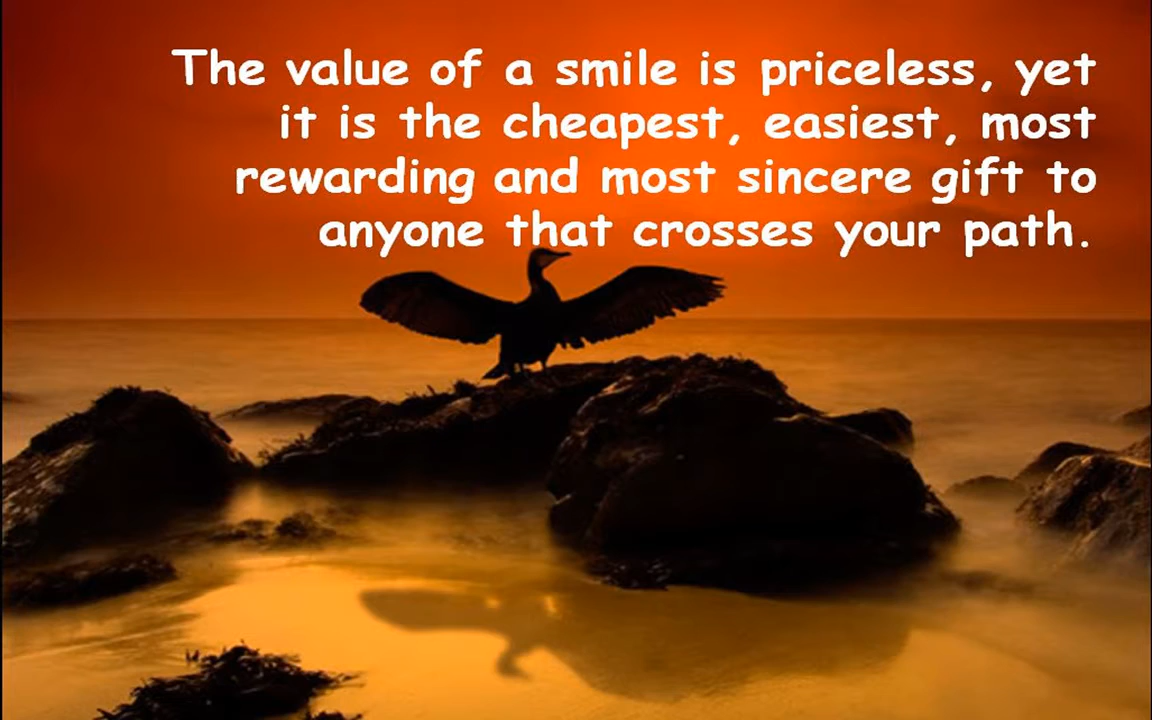 The value of a smile is priceless, yet
it is the cheapest, easiest, most
rewarding and most sincere gift to
anyone that crosses your path.